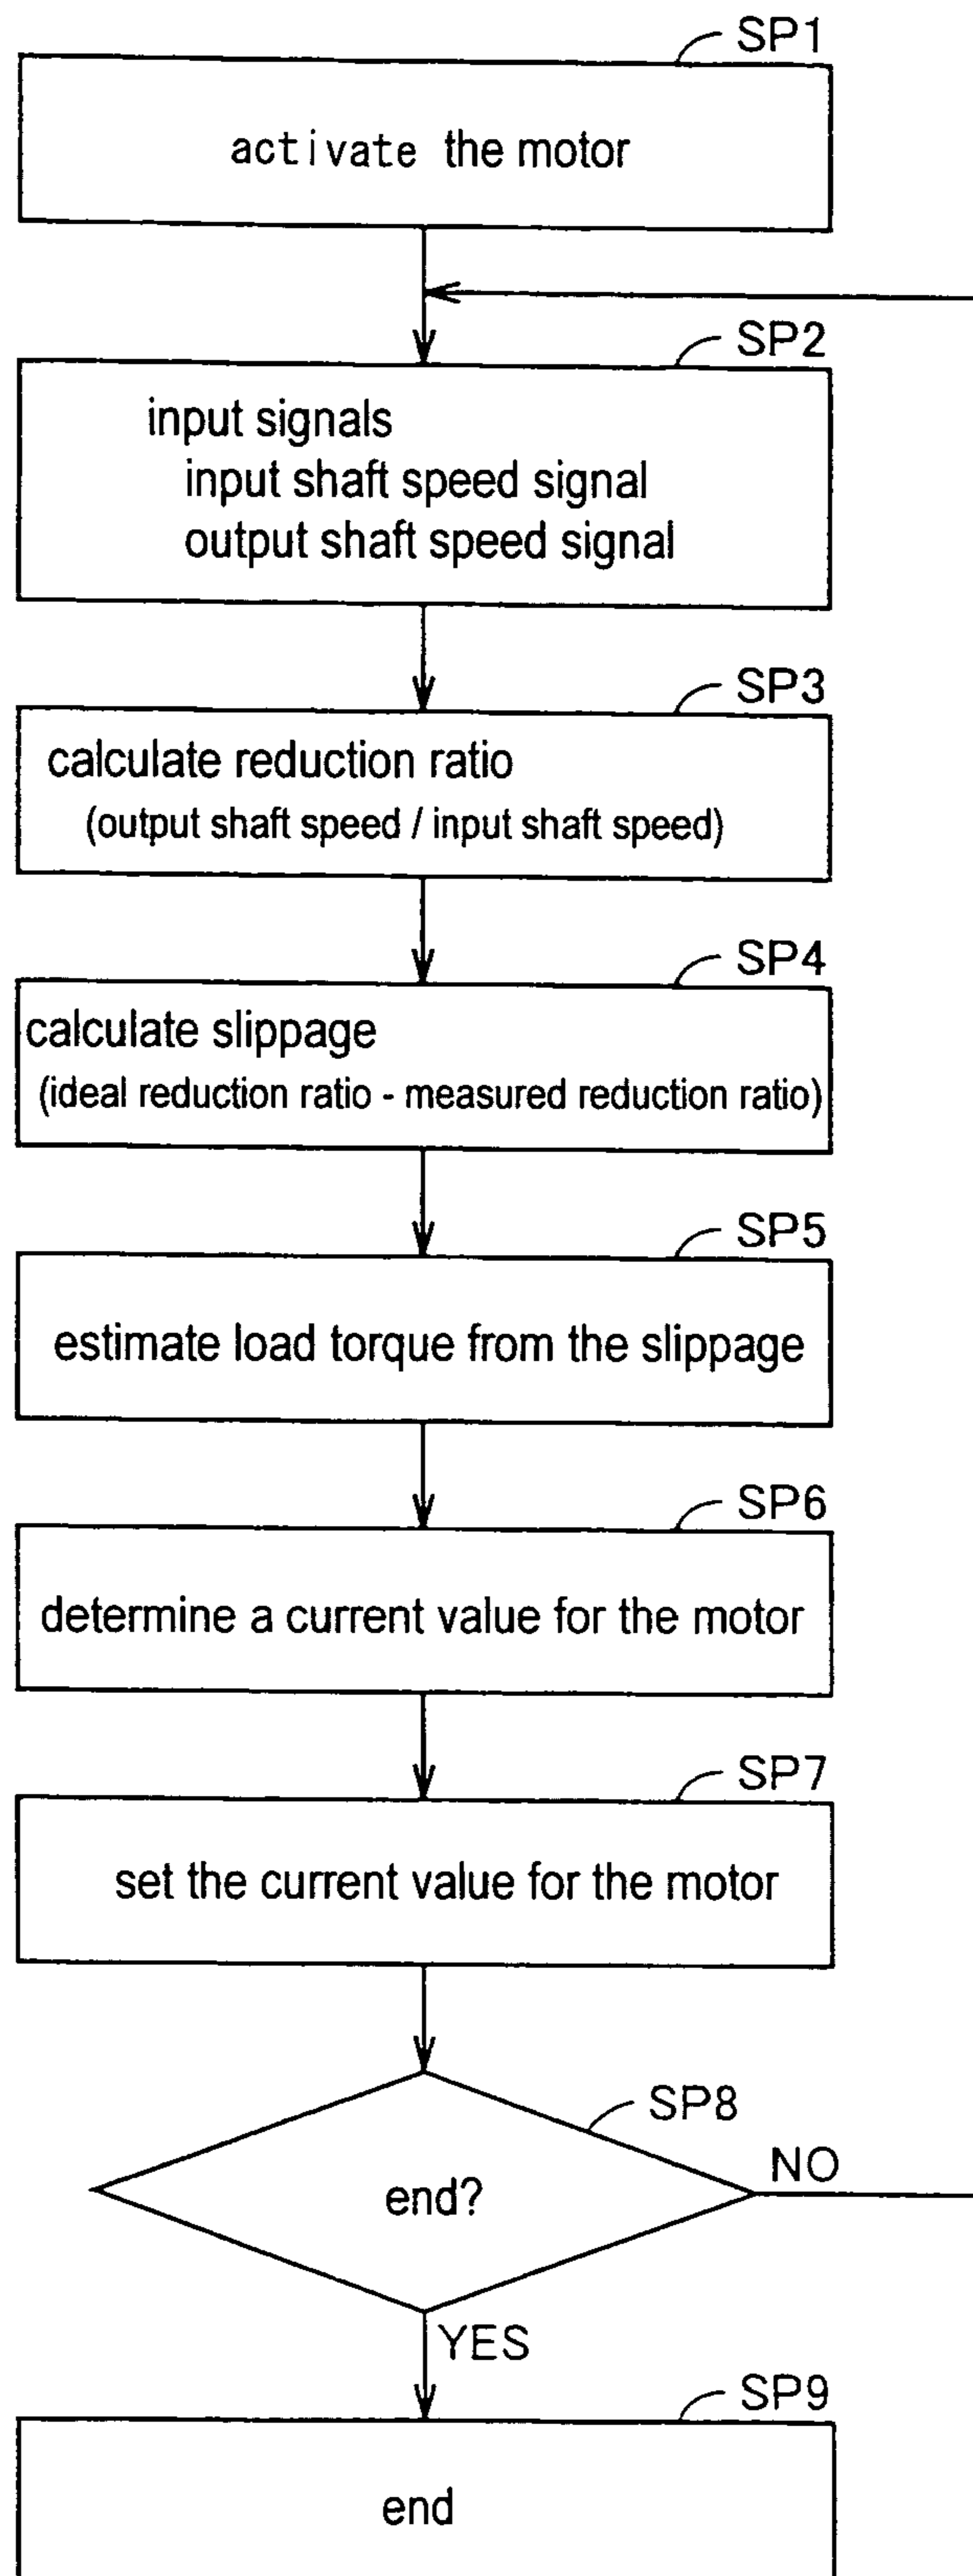 SP1
activate the motor
SP2
input signals
input shaft speed signal
output shaft speed signal
SP3
calculate reduction ratio
(output shaft speed / input shaft speed)
SP4
calculate slippage
(ideal reduction ratio - measured reduction ratio)
SP5
estimate load torque from the slippage
SP6
determine a current value for the motor
SP7
set the current value for the motor
SP8
end?
NO
YES
SP9
end